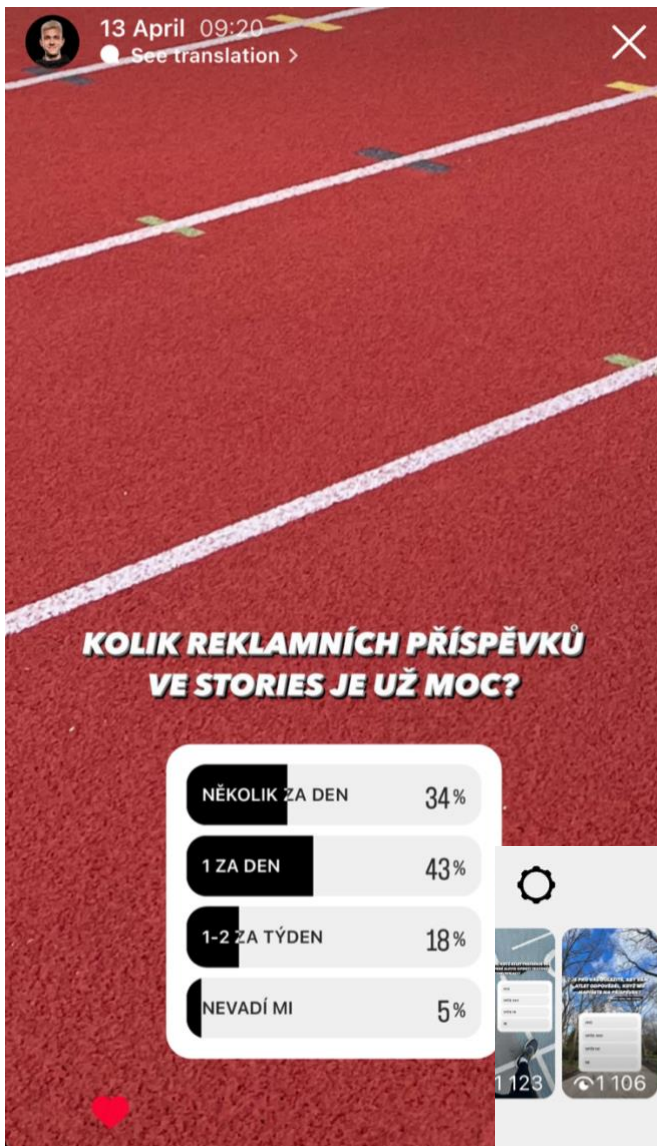 13 April 09:20
See translation >
KOLIK REKLAMNÍCH PŘÍSPĚVKŮ
VE STORIES JE UŽ MOC?
NĚKOLIK ZA DEN 34%
1 ZA DEN 43%
1-2 ZA TÝDEN 18%
NEVADÍ MI 5%
1 123
1 106